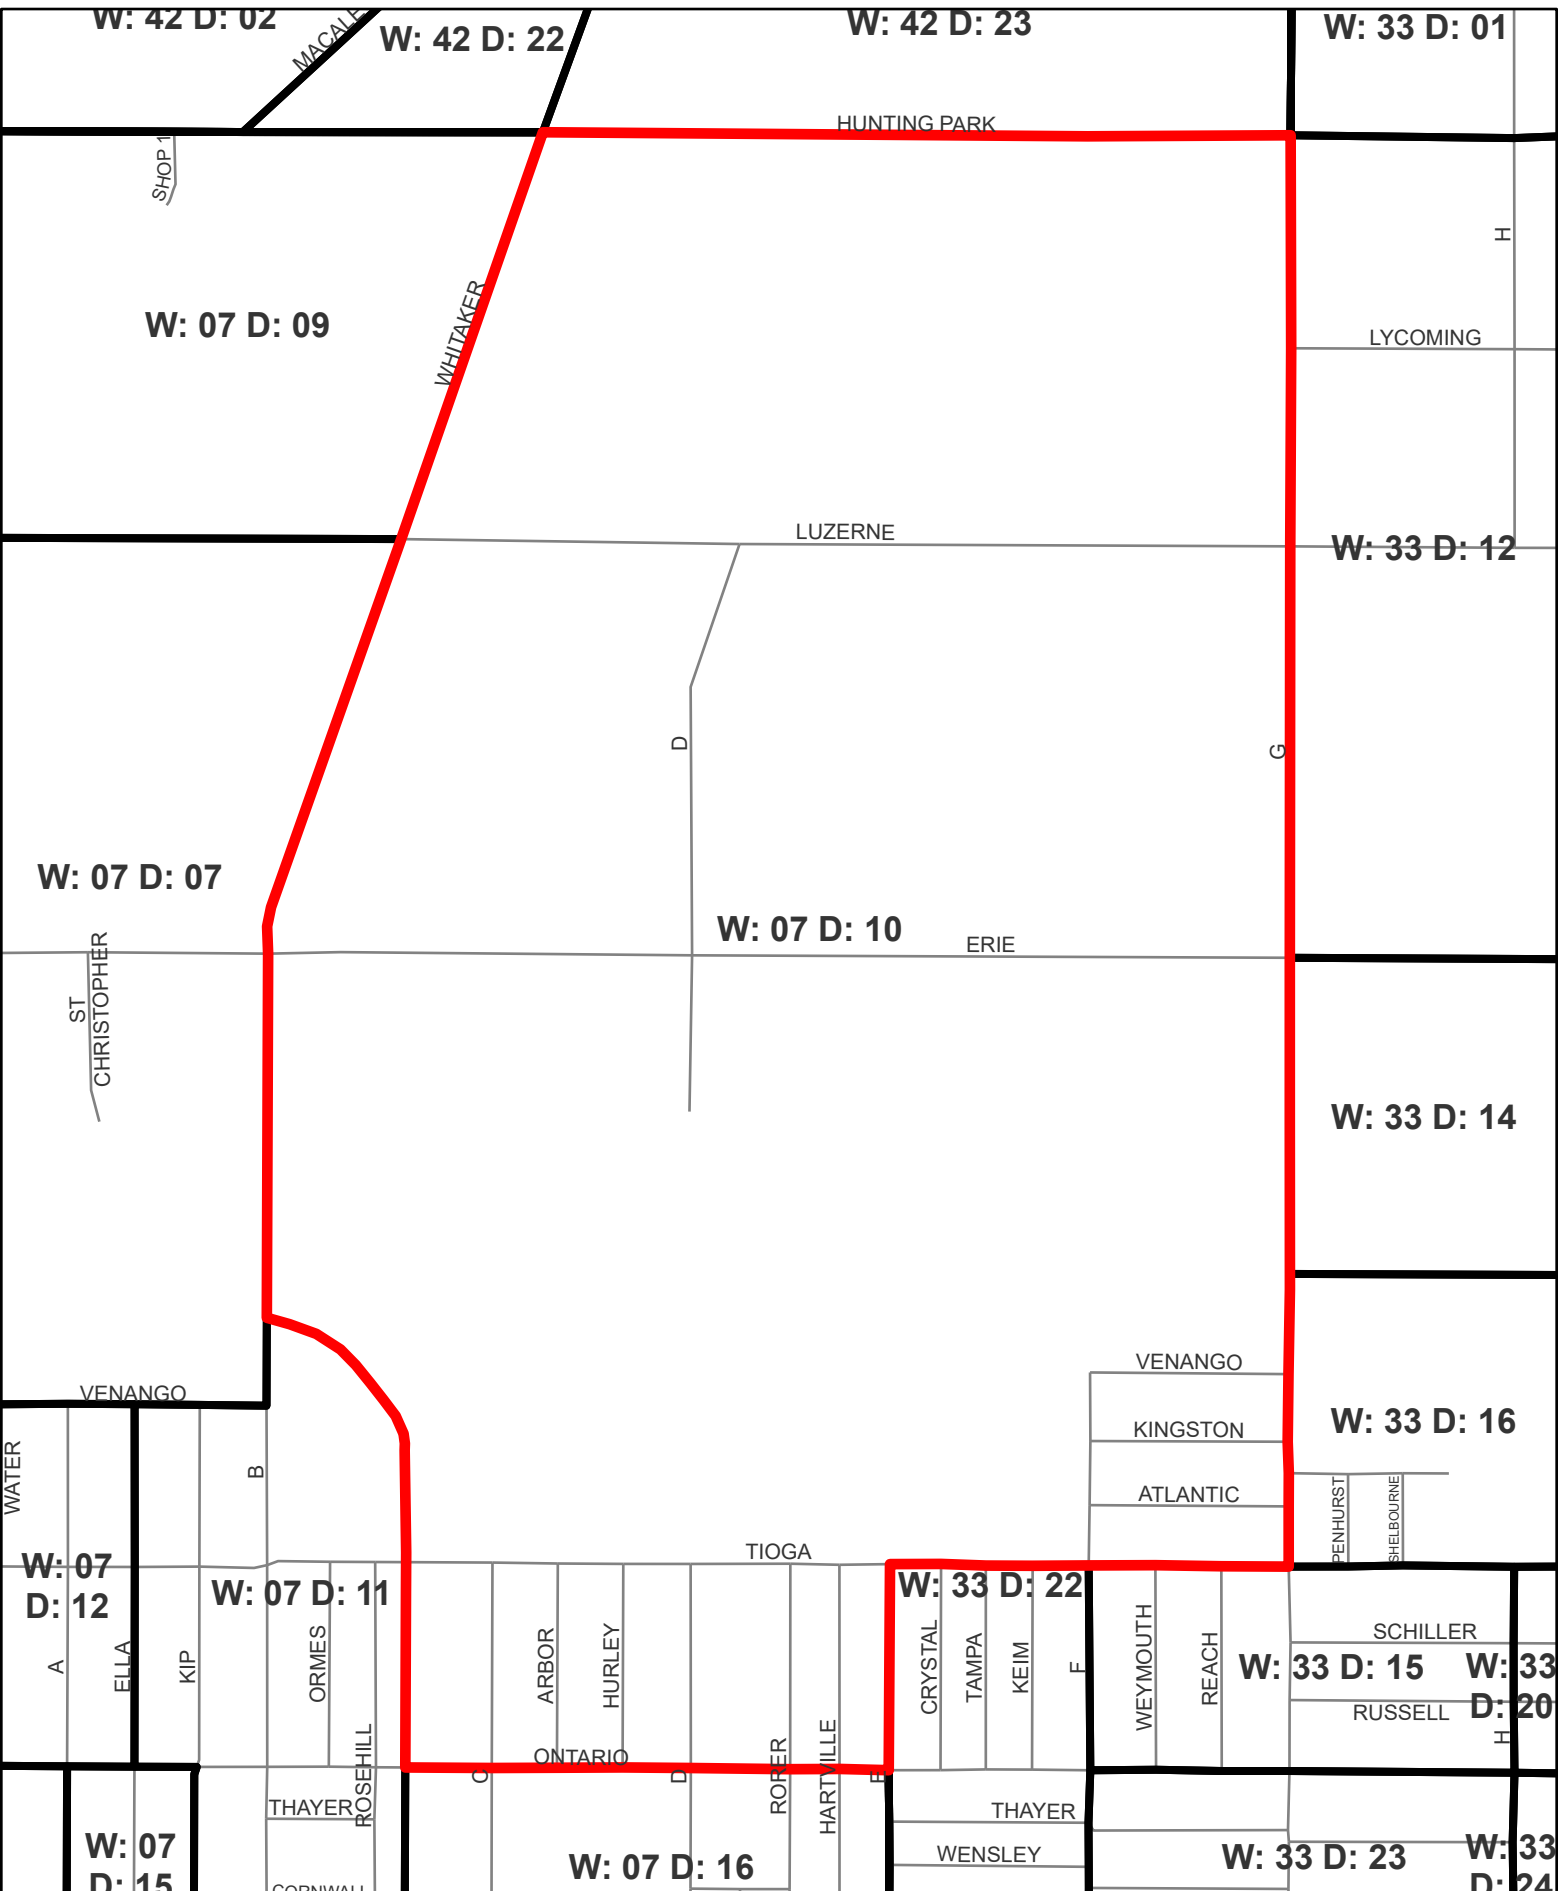 W: 42 D: 02
W: 42 D: 22
W: 42 D: 23
W: 33 D: 01
HUNTING PARK
SHOP 1
H
W: 07 D: 09
WHITAKER
LYCOMING
LUZERNE
W: 33 D: 12
D
G
W: 07 D: 07
W: 07 D: 10
ERIE
ST
CHRISTOPHER
W: 33 D: 14
VENANGO
VENANGO
KINGSTON
W: 33 D: 16
WATER
B
ATLANTIC
PENHURST
SHELBOURNE
TIOGA
W: 07
D: 12
W: 07 D: 11
W: 33 D: 22
A
ELLA
KIP
ORMES
ROSEHILL
ARBOR
HURLEY
CRYSTAL
TAMPA
KEIM
F
WEYMOUTH
REACH
SCHILLER
W: 33 D: 15
W: 33
D: 20
RUSSELL
H
ONTARIO
C
D
RORER
HARTVILLE
E
THAYER
THAYER
W: 07
D: 15
W: 07 D: 16
WENSLEY
W: 33 D: 23
W: 33
D: 24
CORNWALL